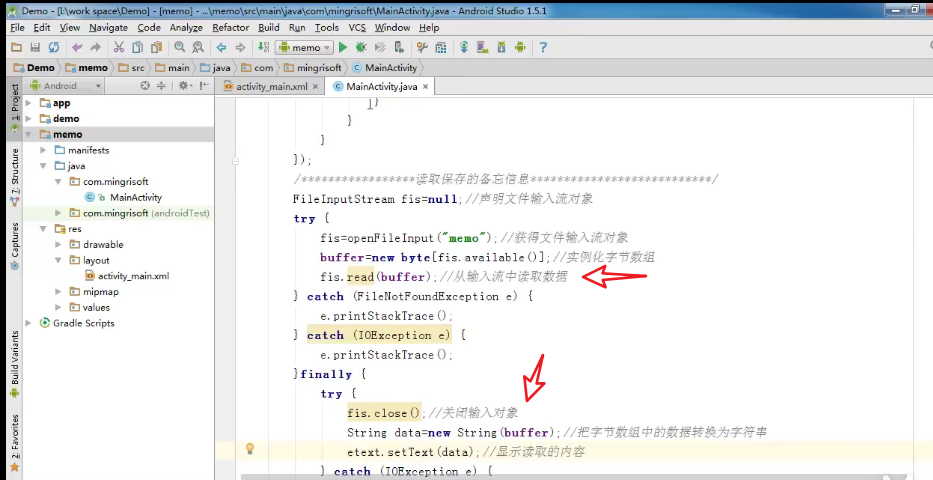 Demo - [I:\work space\Demo] - [memo] - ...\memo\src\main\java\com\mingrisoft\MainActivity.java - Android Studio 1.5.1
File Edit View Navigate Code Analyze Refactor Build Run Tools VCS Window Help
memo
Demo memo src main java com mingrisoft MainActivity
Android activity_main.xml MainActivity.java
1: Project
7: Structure
Captures
Build Variants
2: Favorites
app
demo
memo
manifests
java
com.mingrisoft
MainActivity
com.mingrisoft (androidTest)
res
drawable
layout
activity_main.xml
mipmap
values
Gradle Scripts
}
}
}
});
/*****************读取保存的备忘信息***************************/
FileInputStream fis=null;//声明文件输入流对象
try {
fis=openFileInput("memo");//获得文件输入流对象
buffer=new byte[fis.available()];//实例化字节数组
fis.read(buffer);//从输入流中读取数据
} catch (FileNotFoundException e) {
e.printStackTrace();
} catch (IOException e) {
e.printStackTrace();
}finally {
try {
fis.close();//关闭输入对象
String data=new String(buffer);//把字节数组中的数据转换为字符串
etext.setText(data);//显示读取的内容
} catch (IOException e) {